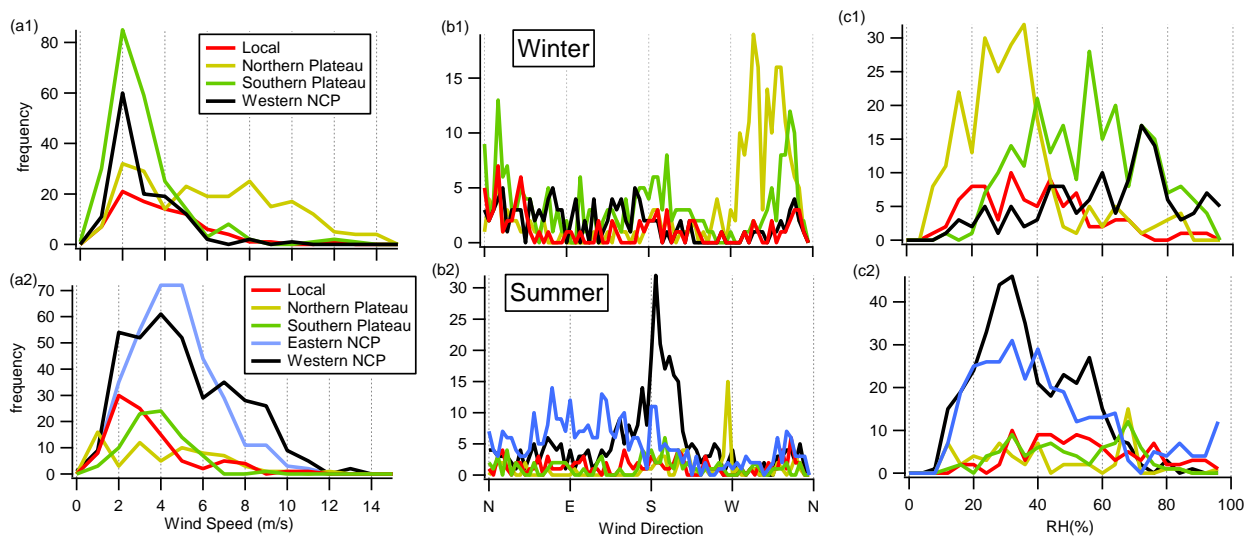 (a1)
80
60
40
20
0
frequency
Local
Northern Plateau
Southern Plateau
Western NCP
(b1)
15
10
5
0
Winter
(c1)
30
25
20
15
10
5
0
(a2)
70
60
50
40
30
20
10
0
frequency
Local
Northern Plateau
Southern Plateau
Eastern NCP
Western NCP
0 2 4 6 8 10 12 14
Wind Speed (m/s)
(b2)
30
25
20
15
10
5
0
Summer
N E S W N
Wind Direction
(c2)
40
30
20
10
0
0 20 40 60 80 100
RH(%)